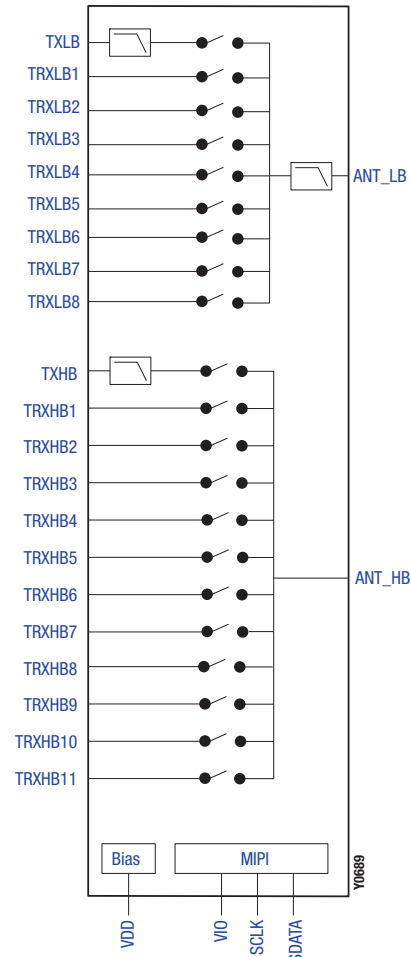 TXLB
TRXLB1
TRXLB2
TRXLB3
TRXLB4
TRXLB5
TRXLB6
TRXLB7
TRXLB8
ANT_LB
TXHB
TRXHB1
TRXHB2
TRXHB3
TRXHB4
TRXHB5
TRXHB6
TRXHB7
TRXHB8
TRXHB9
TRXHB10
TRXHB11
ANT_HB
Bias
MIPI
Y0689
VDD
VIO
SCLK
SDATA